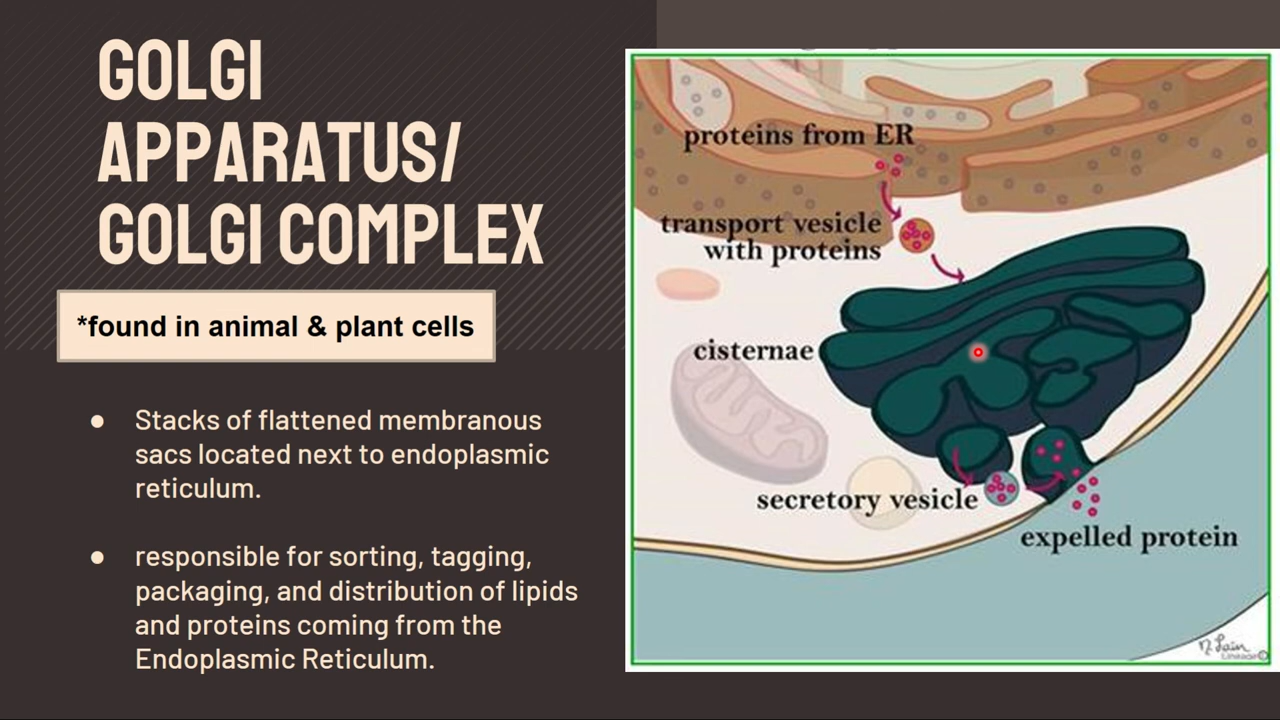 GOLGI
APPARATUS/
GOLGI COMPLEX
*found in animal & plant cells
● Stacks of flattened membranous
sacs located next to endoplasmic
reticulum.
● responsible for sorting, tagging,
packaging, and distribution of lipids
and proteins coming from the
Endoplasmic Reticulum.
proteins from ER
transport vesicle
with proteins
cisternae
secretory vesicle
expelled protein